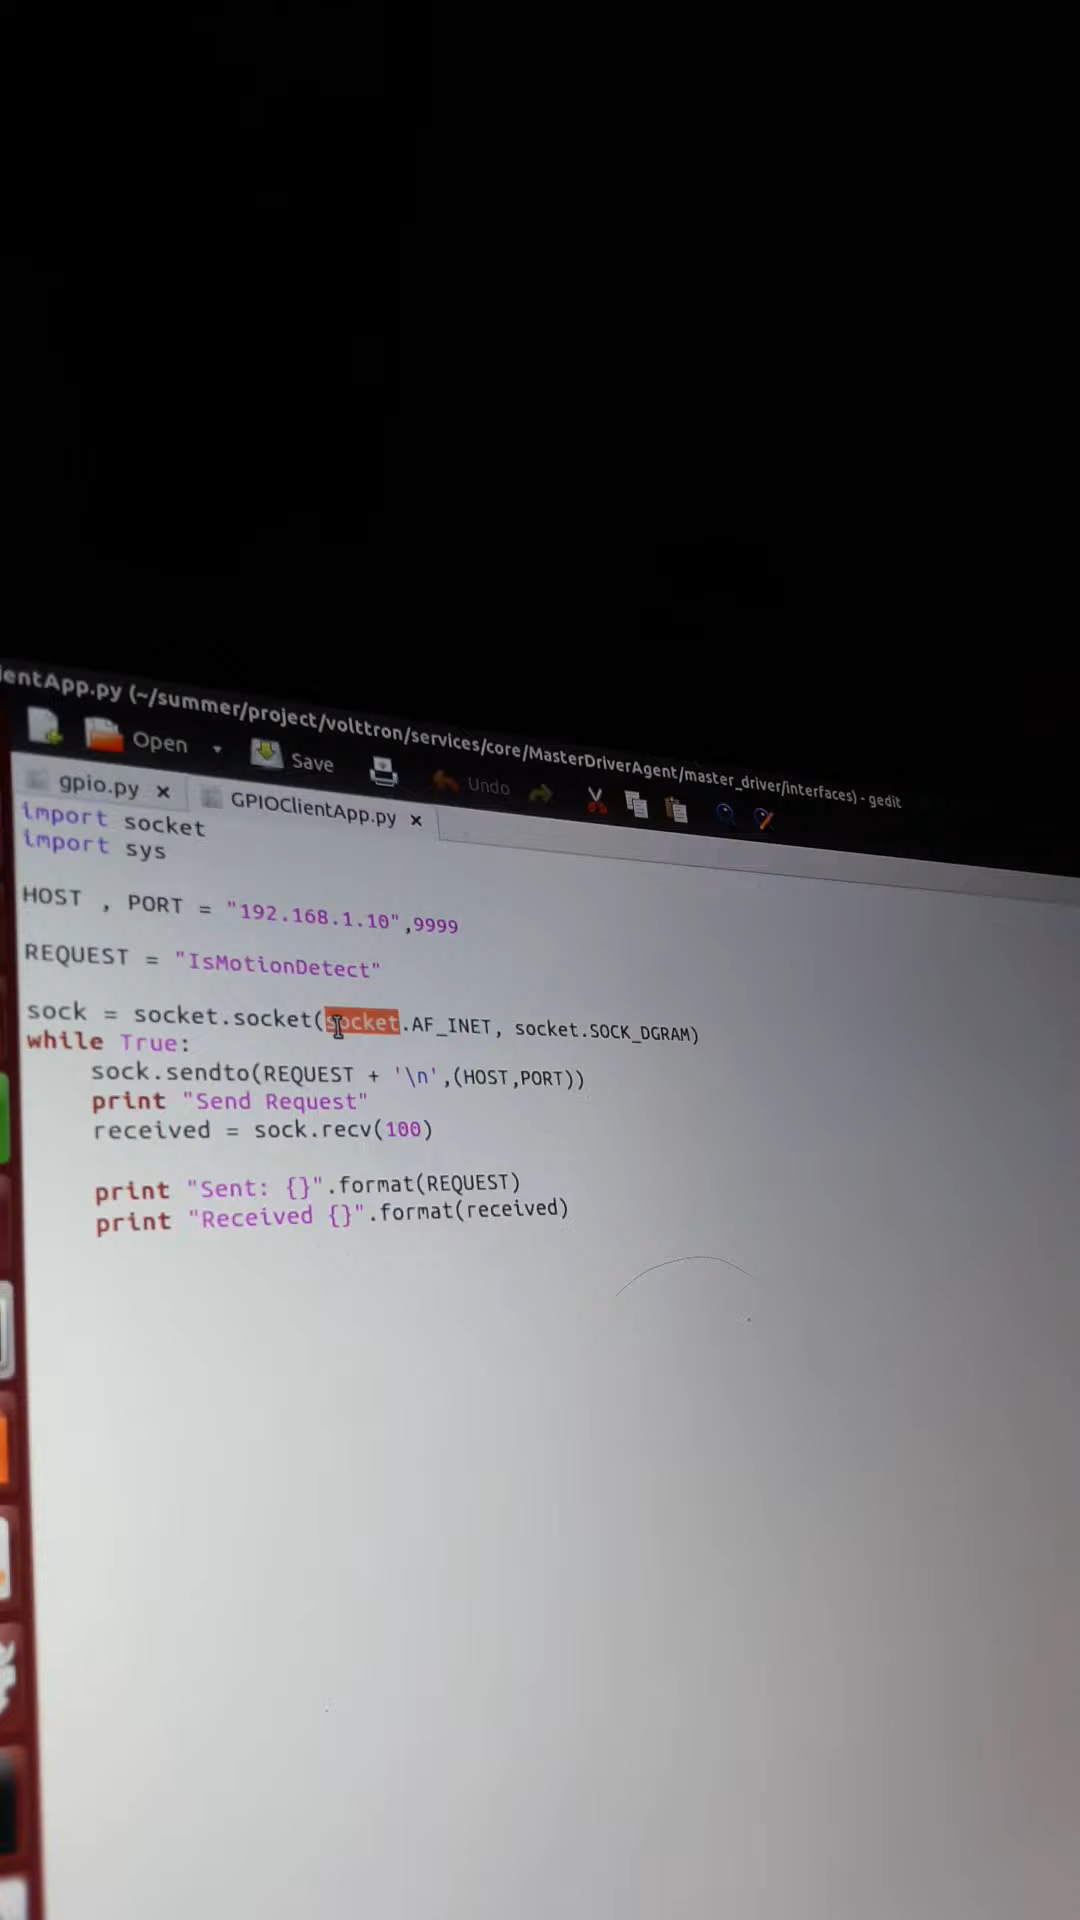 entApp.py (~/summer/project/volttron/services/core/MasterDriverAgent/master_driver/interfaces) - gedit
Open Save Undo
gpio.py x GPIOClientApp.py x
import socket
import sys
HOST , PORT = "192.168.1.10",9999
REQUEST = "IsMotionDetect"
sock = socket.socket(socket.AF_INET, socket.SOCK_DGRAM)
while True:
sock.sendto(REQUEST + '\n',(HOST,PORT))
print "Send Request"
received = sock.recv(100)
print "Sent: {}".format(REQUEST)
print "Received {}".format(received)